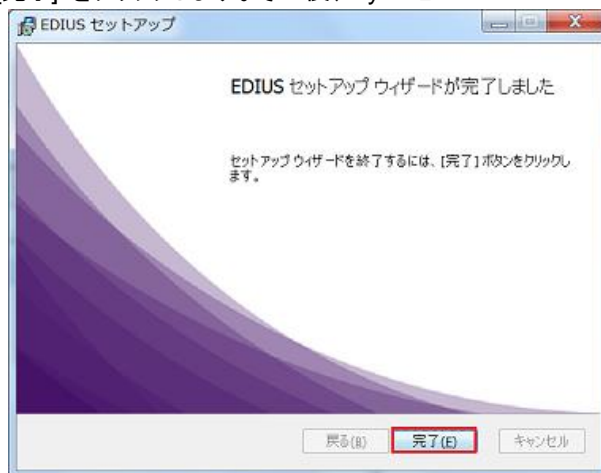 EDIUS セットアップ
EDIUS セットアップ ウィザードが完了しました
セットアップ ウィザードを終了するには、[完了] ボタンをクリックし
ます。
戻る(B)
完了(E)
キャンセル